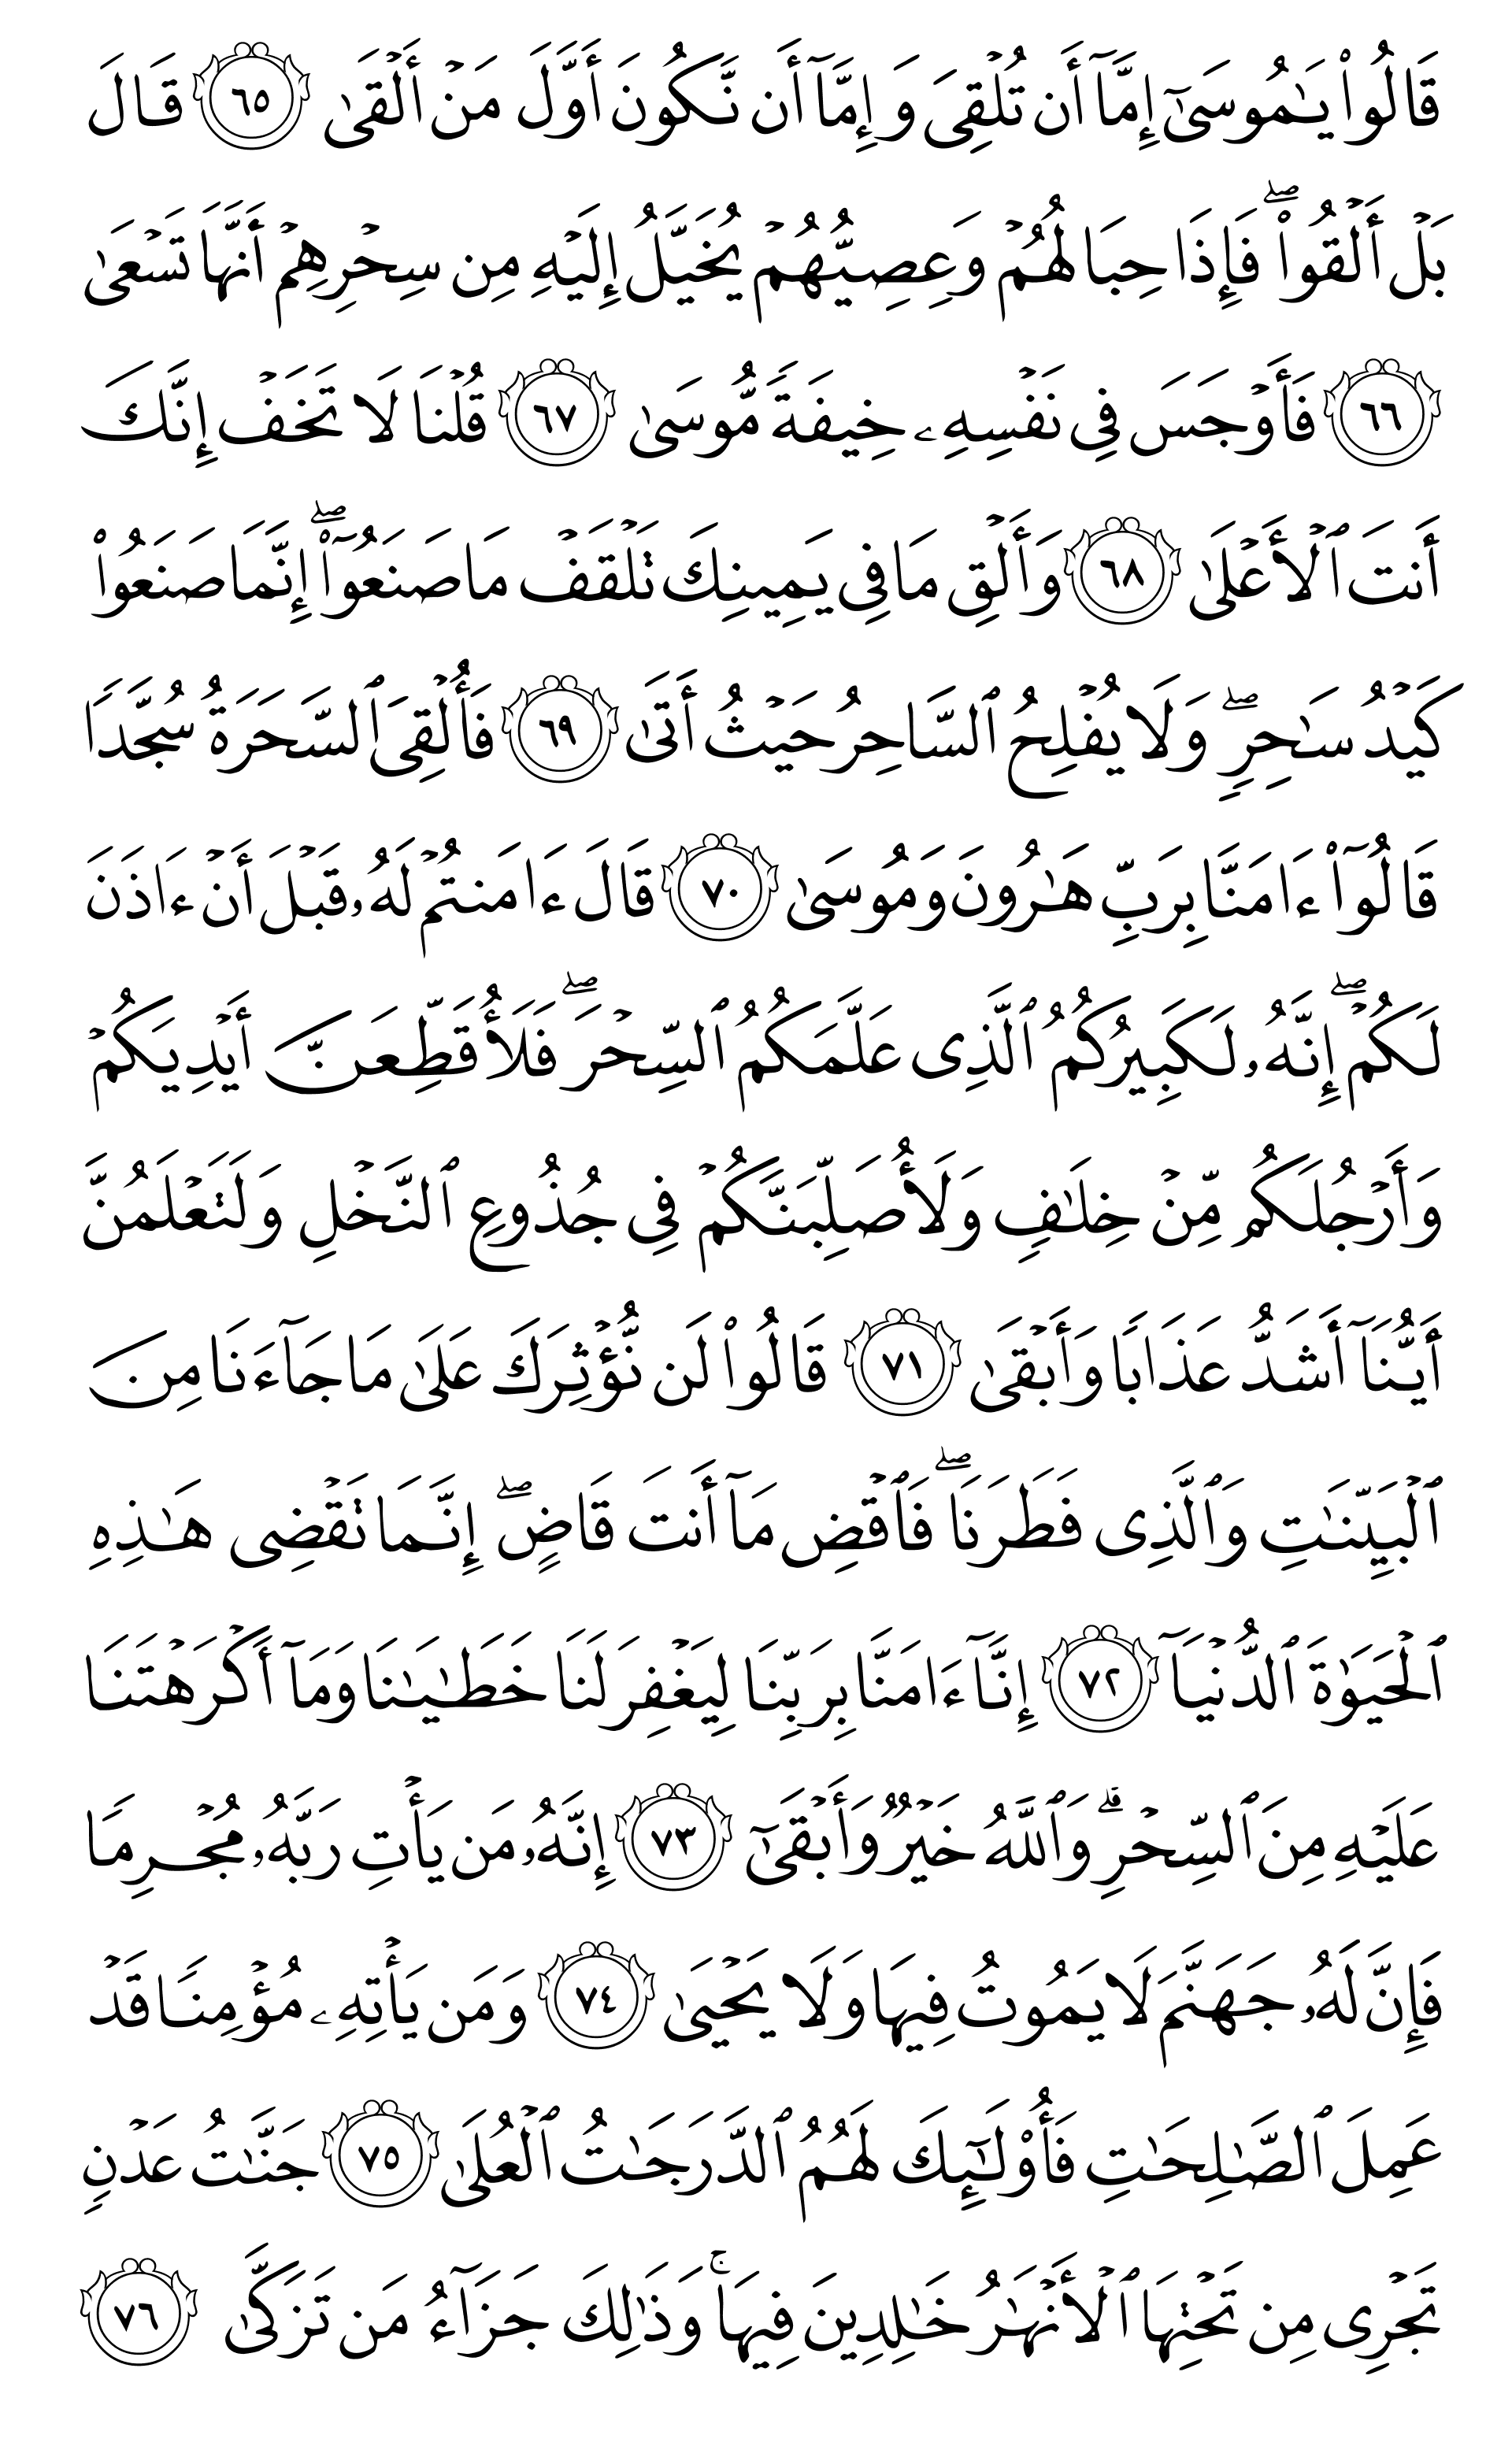 قَالُوا۟ يَـٰمُوسَىٰٓ إِمَّآ أَن تُلْقِىَ وَإِمَّآ أَن نَّكُونَ أَوَّلَ مَنْ أَلْقَىٰ ٦٥ قَالَ
بَلْ أَلْقُوا۟ ۖ فَإِذَا حِبَالُهُمْ وَعِصِيُّهُمْ يُخَيَّلُ إِلَيْهِ مِن سِحْرِهِمْ أَنَّهَا تَسْعَىٰ
٦٦ فَأَوْجَسَ فِى نَفْسِهِۦ خِيفَةً مُّوسَىٰ ٦٧ قُلْنَا لَا تَخَفْ إِنَّكَ
أَنتَ ٱلْأَعْلَىٰ ٦٨ وَأَلْقِ مَا فِى يَمِينِكَ تَلْقَفْ مَا صَنَعُوٓا۟ ۖ إِنَّمَا صَنَعُوا۟
كَيْدُ سَـٰحِرٍ ۖ وَلَا يُفْلِحُ ٱلسَّاحِرُ حَيْثُ أَتَىٰ ٦٩ فَأُلْقِىَ ٱلسَّحَرَةُ سُجَّدًا
قَالُوٓا۟ ءَامَنَّا بِرَبِّ هَـٰرُونَ وَمُوسَىٰ ٧٠ قَالَ ءَامَنتُمْ لَهُۥ قَبْلَ أَنْ ءَاذَنَ
لَكُمْ ۖ إِنَّهُۥ لَكَبِيرُكُمُ ٱلَّذِى عَلَّمَكُمُ ٱلسِّحْرَ ۖ فَلَأُقَطِّعَنَّ أَيْدِيَكُمْ
وَأَرْجُلَكُم مِّنْ خِلَـٰفٍ وَلَأُصَلِّبَنَّكُمْ فِى جُذُوعِ ٱلنَّخْلِ وَلَتَعْلَمُنَّ
أَيُّنَآ أَشَدُّ عَذَابًا وَأَبْقَىٰ ٧١ قَالُوا۟ لَن نُّؤْثِرَكَ عَلَىٰ مَا جَآءَنَا مِنَ
ٱلْبَيِّنَـٰتِ وَٱلَّذِى فَطَرَنَا ۖ فَٱقْضِ مَآ أَنتَ قَاضٍ ۖ إِنَّمَا تَقْضِى هَـٰذِهِ
ٱلْحَيَوٰةَ ٱلدُّنْيَآ ٧٢ إِنَّآ ءَامَنَّا بِرَبِّنَا لِيَغْفِرَ لَنَا خَطَـٰيَـٰنَا وَمَآ أَكْرَهْتَنَا
عَلَيْهِ مِنَ ٱلسِّحْرِ ۗ وَٱللَّهُ خَيْرٌ وَأَبْقَىٰٓ ٧٣ إِنَّهُۥ مَن يَأْتِ رَبَّهُۥ مُجْرِمًا
فَإِنَّ لَهُۥ جَهَنَّمَ لَا يَمُوتُ فِيهَا وَلَا يَحْيَىٰ ٧٤ وَمَن يَأْتِهِۦ مُؤْمِنًا قَدْ
عَمِلَ ٱلصَّـٰلِحَـٰتِ فَأُو۟لَـٰٓئِكَ لَهُمُ ٱلدَّرَجَـٰتُ ٱلْعُلَىٰ ٧٥ جَنَّـٰتُ عَدْنٍ
تَجْرِى مِن تَحْتِهَا ٱلْأَنْهَـٰرُ خَـٰلِدِينَ فِيهَا ۚ وَذَٰلِكَ جَزَآءُ مَن تَزَكَّىٰ ٧٦